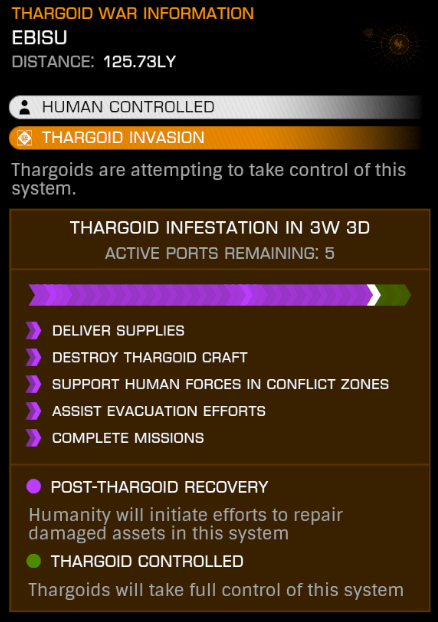 THARGOID WAR INFORMATION
EBISU
DISTANCE: 125.73LY
HUMAN CONTROLLED
THARGOID INVASION
Thargoids are attempting to take control of this
system.
THARGOID INFESTATION IN 3W 3D
ACTIVE PORTS REMAINING: 5
DELIVER SUPPLIES
DESTROY THARGOID CRAFT
SUPPORT HUMAN FORCES IN CONFLICT ZONES
ASSIST EVACUATION EFFORTS
COMPLETE MISSIONS
POST-THARGOID RECOVERY
Humanity will initiate efforts to repair
damaged assets in this system
THARGOID CONTROLLED
Thargoids will take full control of this system